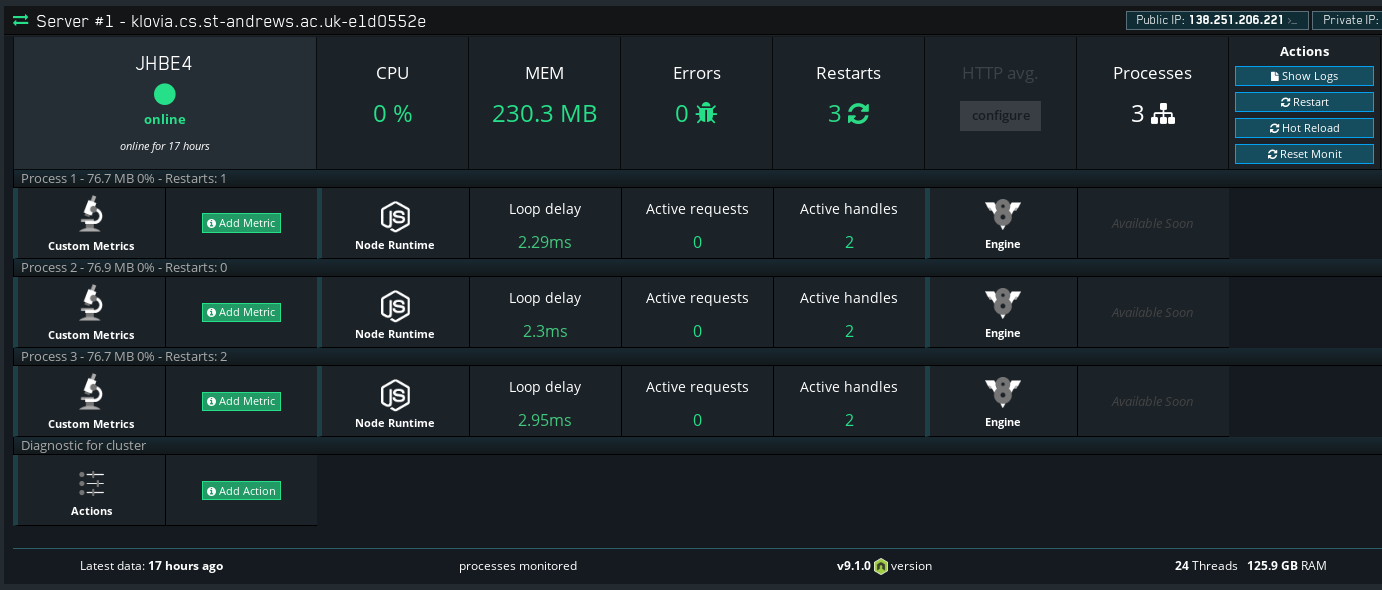 Server #1 - klovia.cs.st-andrews.ac.uk-e1d0552e
Public IP: 138.251.206.221 >_ Private IP:
JHBE4
online
online for 17 hours
CPU
0 %
MEM
230.3 MB
Errors
0
Restarts
3
HTTP avg.
configure
Processes
3
Actions
Show Logs
Restart
Hot Reload
Reset Monit
Process 1 - 76.7 MB 0% - Restarts: 1
Custom Metrics
Add Metric
JS
Node Runtime
Loop delay
2.29ms
Active requests
0
Active handles
2
Engine
Available Soon
Process 2 - 76.9 MB 0% - Restarts: 0
Custom Metrics
Add Metric
JS
Node Runtime
Loop delay
2.3ms
Active requests
0
Active handles
2
Engine
Available Soon
Process 3 - 76.7 MB 0% - Restarts: 2
Custom Metrics
Add Metric
JS
Node Runtime
Loop delay
2.95ms
Active requests
0
Active handles
2
Engine
Available Soon
Diagnostic for cluster
Actions
Add Action
Latest data: 17 hours ago
processes monitored
v9.1.0 version
24 Threads 125.9 GB RAM